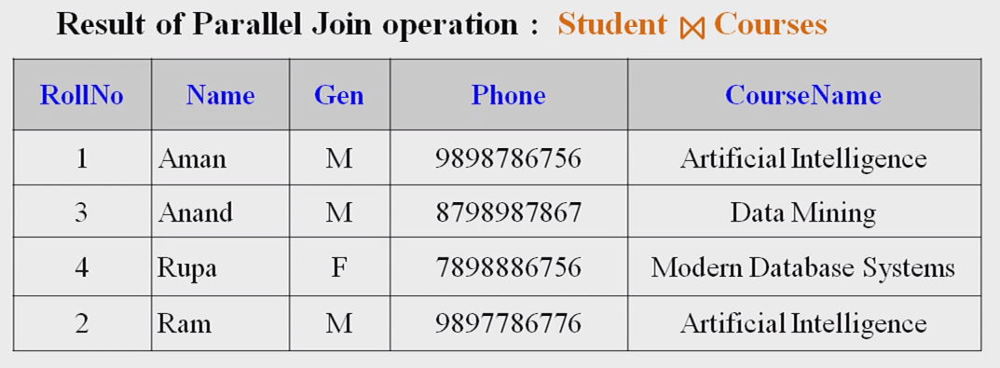 Result of Parallel Join operation : Student ⋈ Courses
RollNo Name Gen Phone CourseName
1 Aman M 9898786756 Artificial Intelligence
3 Anand M 8798987867 Data Mining
4 Rupa F 7898886756 Modern Database Systems
2 Ram M 9897786776 Artificial Intelligence